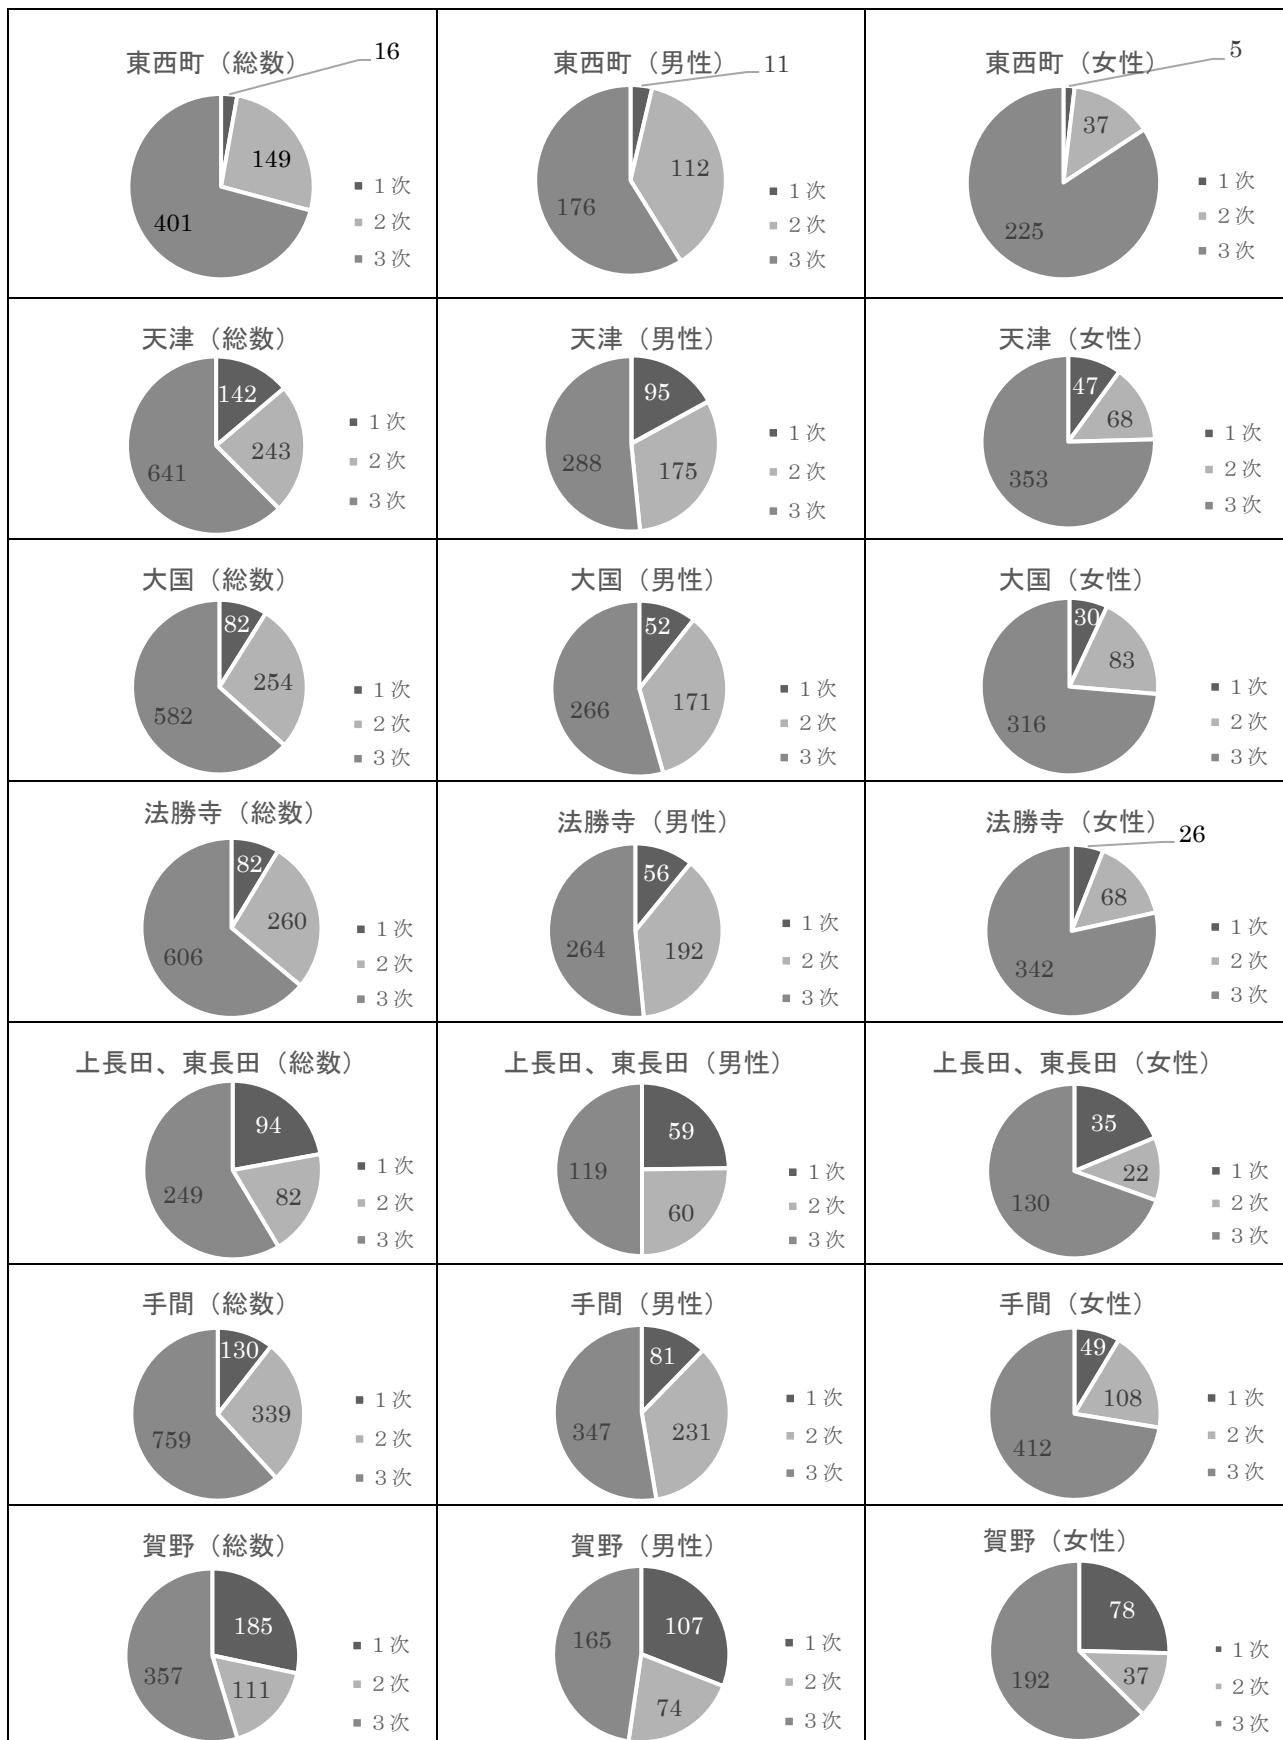 東西町（総数）
16
149
401
1次
2次
3次
東西町（男性）
11
112
176
1次
2次
3次
東西町（女性）
5
37
225
1次
2次
3次
天津（総数）
142
243
641
1次
2次
3次
天津（男性）
95
175
288
1次
2次
3次
天津（女性）
47
68
353
1次
2次
3次
大国（総数）
82
254
582
1次
2次
3次
大国（男性）
52
171
266
1次
2次
3次
大国（女性）
30
83
316
1次
2次
3次
法勝寺（総数）
82
260
606
1次
2次
3次
法勝寺（男性）
56
192
264
1次
2次
3次
法勝寺（女性）
26
68
342
1次
2次
3次
上長田、東長田（総数）
94
82
249
1次
2次
3次
上長田、東長田（男性）
59
60
119
1次
2次
3次
上長田、東長田（女性）
35
22
130
1次
2次
3次
手間（総数）
130
339
759
1次
2次
3次
手間（男性）
81
231
347
1次
2次
3次
手間（女性）
49
108
412
1次
2次
3次
賀野（総数）
185
111
357
1次
2次
3次
賀野（男性）
107
74
165
1次
2次
3次
賀野（女性）
78
37
192
1次
2次
3次